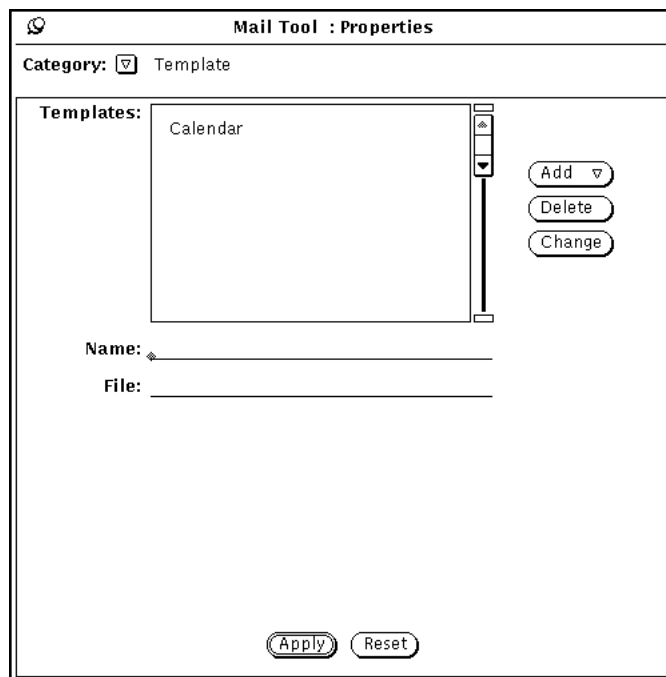 Mail Tool : Properties
Category: Template
Templates:
Calendar
Add
Delete
Change
Name:
File:
Apply Reset